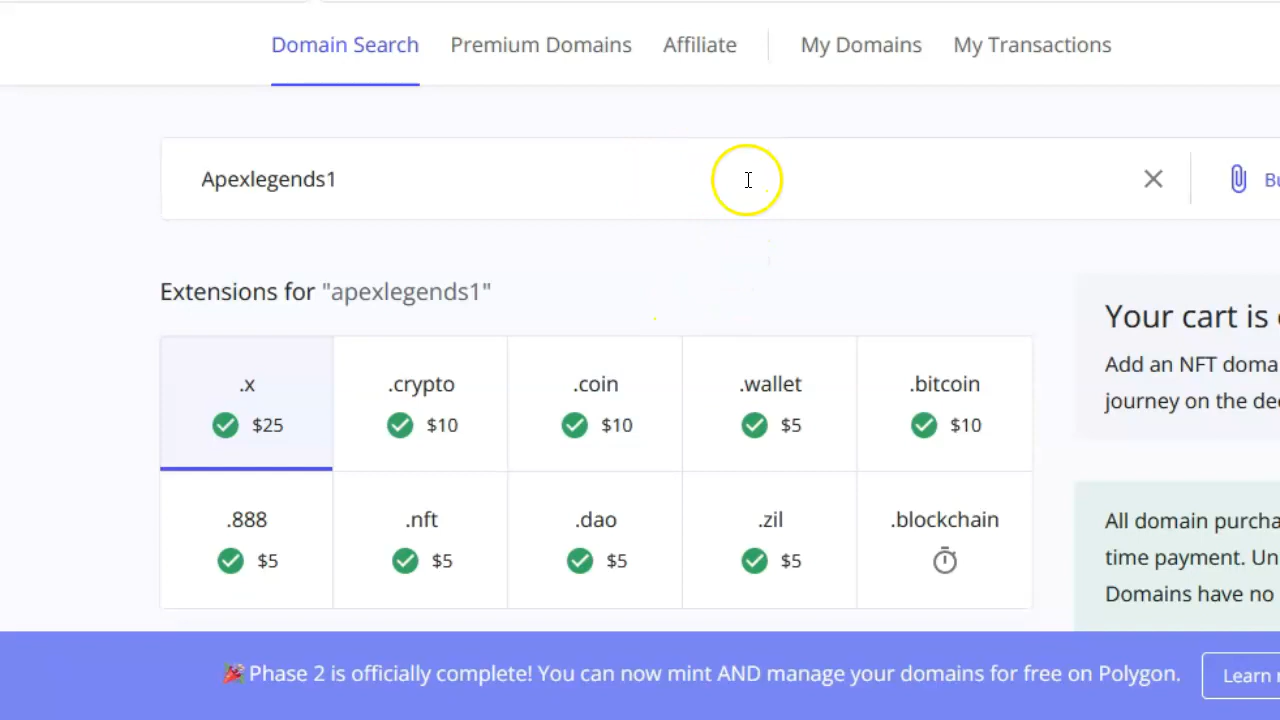 Domain Search Premium Domains Affiliate My Domains My Transactions
Apexlegends1
Extensions for "apexlegends1"
.x .crypto .coin .wallet .bitcoin
$25 $10 $10 $5 $10
.888 .nft .dao .zil .blockchain
$5 $5 $5 $5
Your cart is
Add an NFT doma
journey on the dec
All domain purcha
time payment. Un
Domains have no
Phase 2 is officially complete! You can now mint AND manage your domains for free on Polygon. Learn